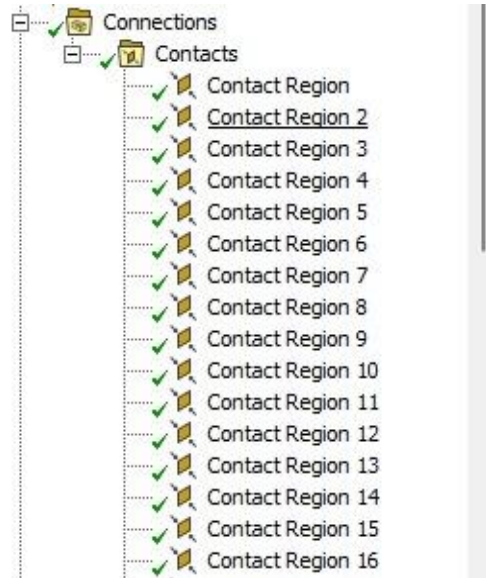 Connections
Contacts
Contact Region
Contact Region 2
Contact Region 3
Contact Region 4
Contact Region 5
Contact Region 6
Contact Region 7
Contact Region 8
Contact Region 9
Contact Region 10
Contact Region 11
Contact Region 12
Contact Region 13
Contact Region 14
Contact Region 15
Contact Region 16